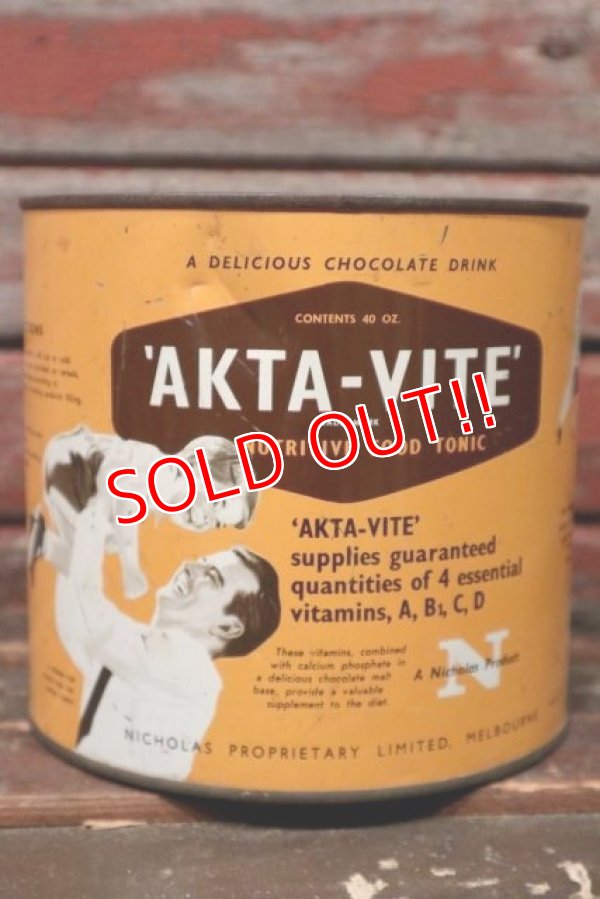 A DELICIOUS CHOCOLATE DRINK
CONTENTS 40 OZ.
'AKTA-VITE'
SOLD OUT!!
FOOD TONIC
'AKTA-VITE'
supplies guaranteed
quantities of 4 essential
vitamins, A, B1, C, D
These vitamins, combined
with calcium phosphate in
a delicious chocolate malt
base, provide a valuable
supplement to the diet.
N
A Nicholas Product
NICHOLAS PROPRIETARY LIMITED, MELBOURNE